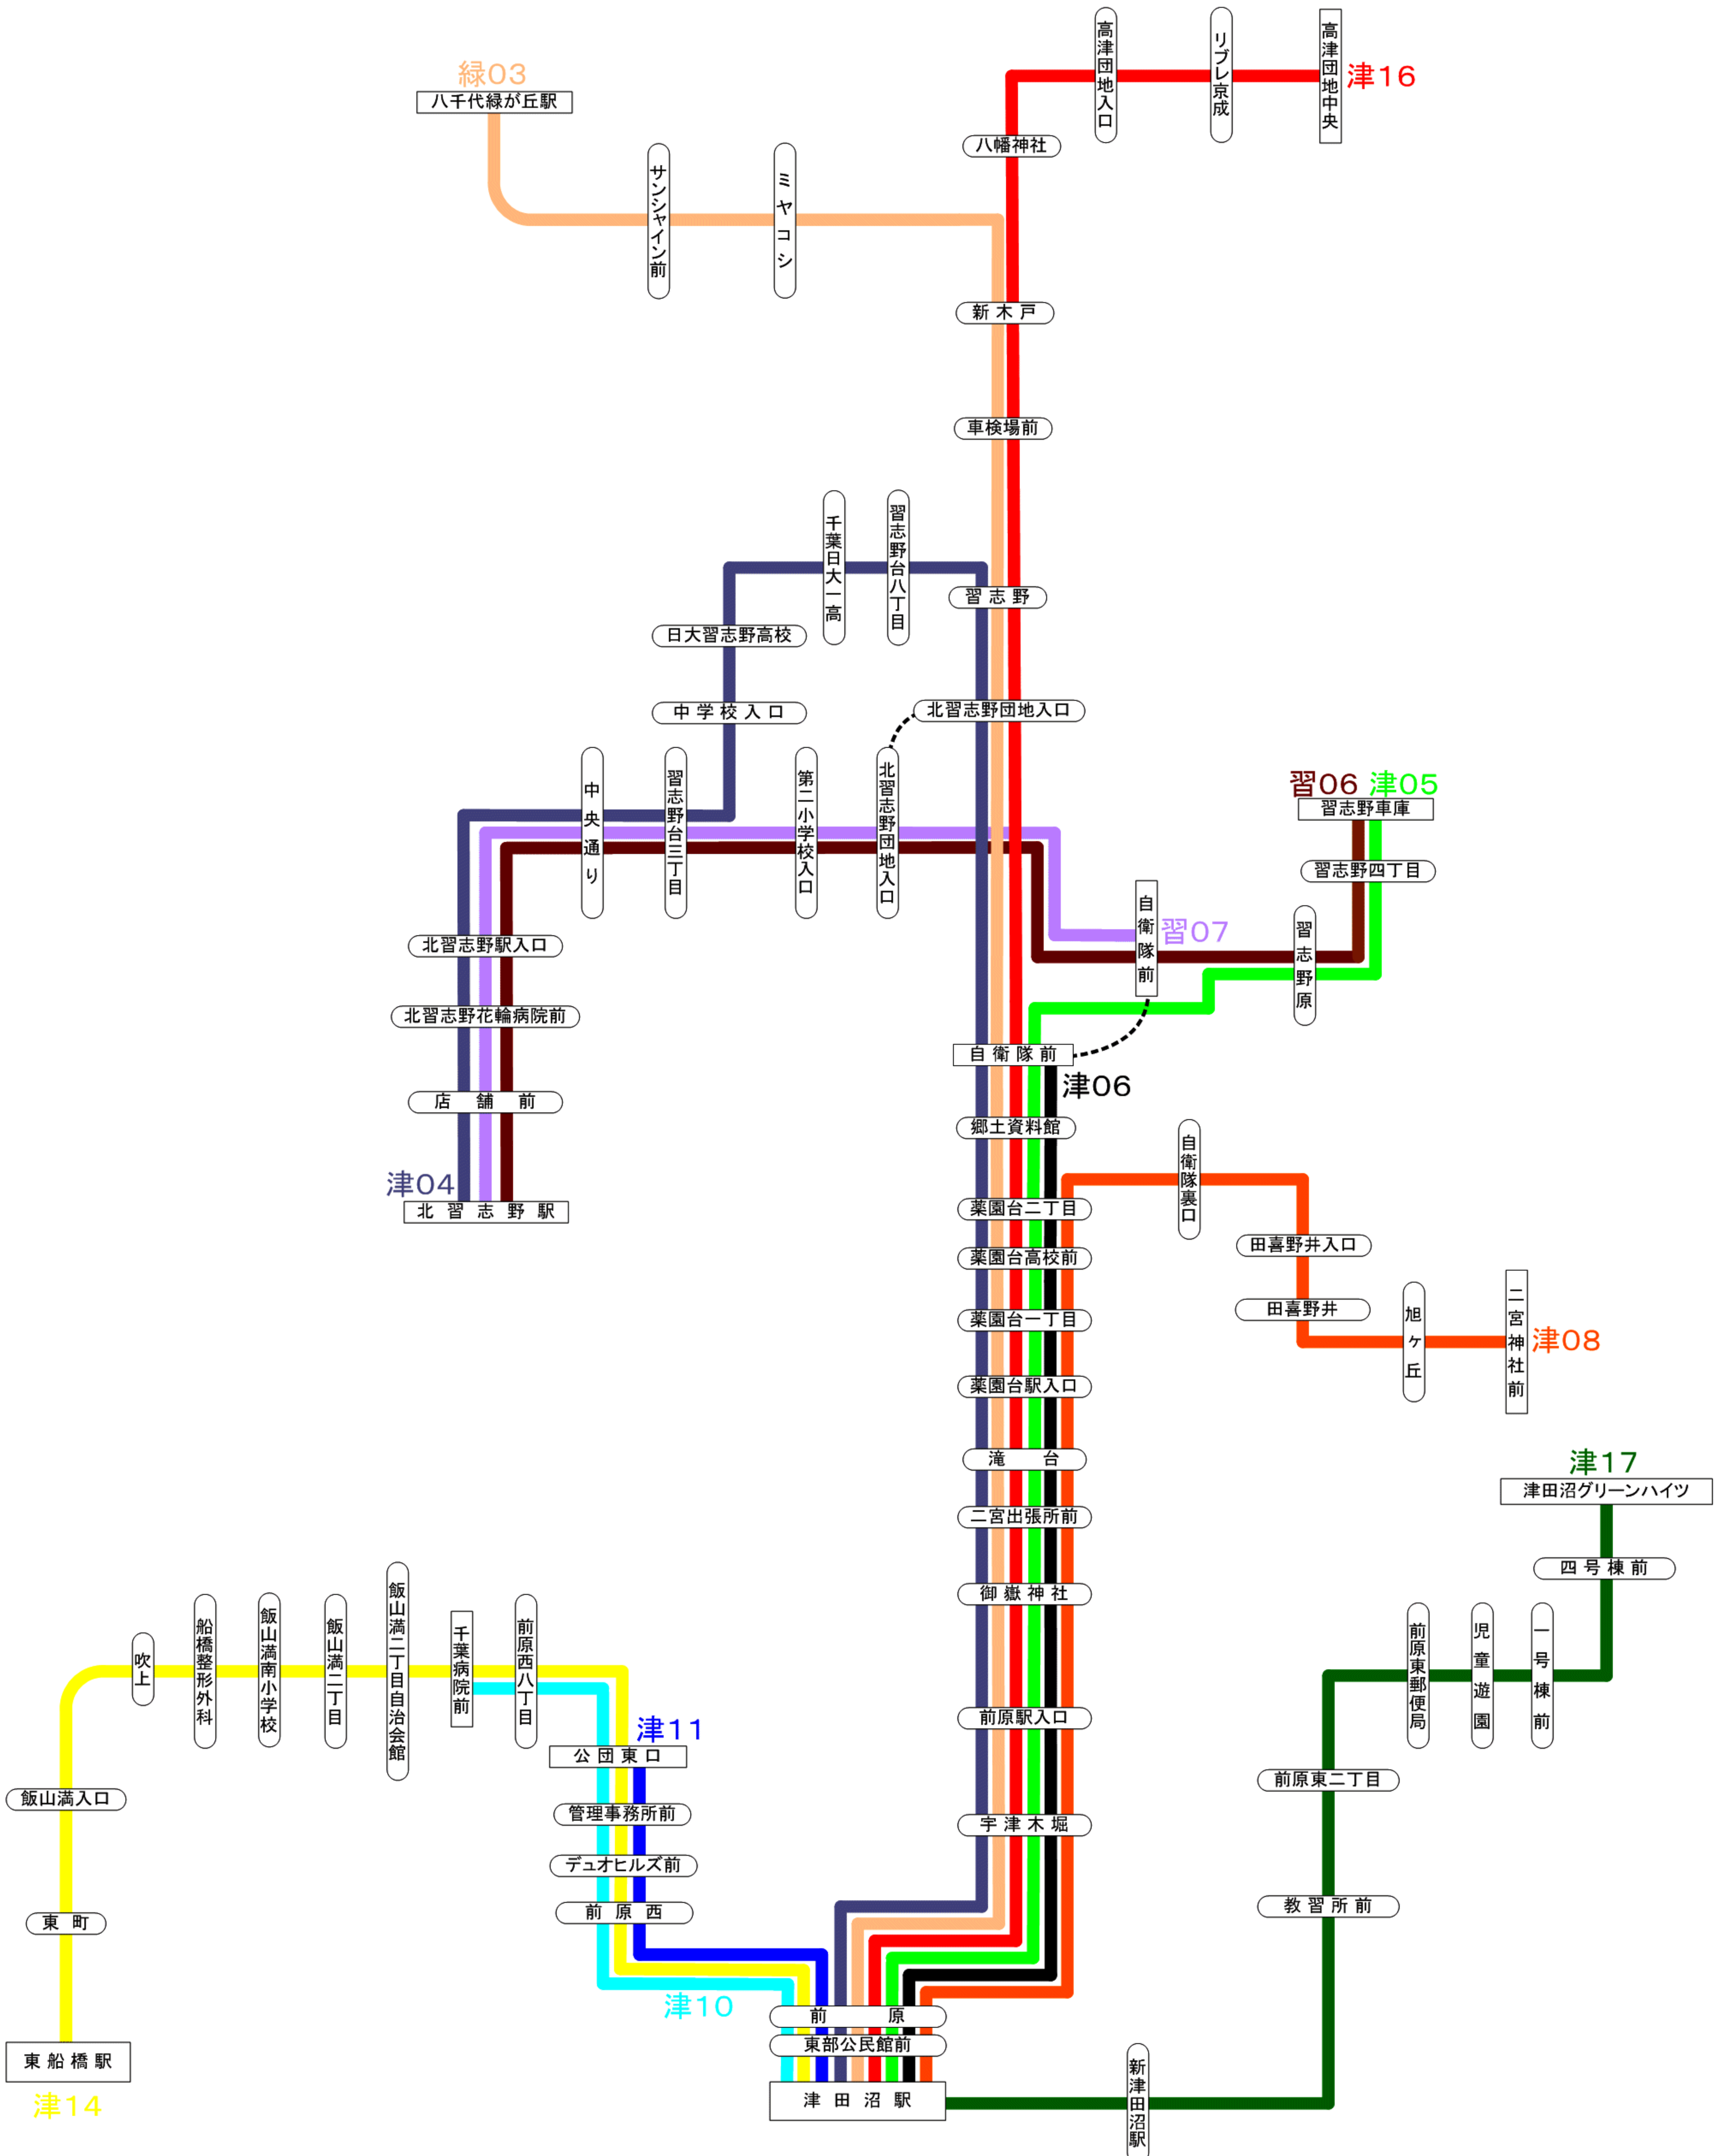 緑03
八千代緑が丘駅
サンシャイン前
ミヤコシ
高津団地入口
リブレ京成
高津団地中央
津16
八幡神社
新木戸
車検場前
千葉日大一高
習志野台八丁目
習志野
日大習志野高校
中学校入口
北習志野団地入口
中央通り
習志野台三丁目
第二小学校入口
北習志野団地入口
習06
津05
習志野車庫
習志野四丁目
自衛隊前
習07
習志野原
北習志野駅入口
北習志野花輪病院前
店舗前
津04
北習志野駅
自衛隊前
津06
郷土資料館
自衛隊裏口
薬園台二丁目
薬園台高校前
薬園台一丁目
薬園台駅入口
田喜野井入口
田喜野井
旭ヶ丘
二宮神社前
津08
滝台
二宮出張所前
御嶽神社
前原駅入口
宇津木堀
津17
津田沼グリーンハイツ
四号棟前
前原東郵便局
児童遊園
一号棟前
前原東二丁目
教習所前
吹上
船橋整形外科
飯山満南小学校
飯山満二丁目
飯山満二丁目自治会館
千葉病院前
前原西八丁目
津11
公団東口
管理事務所前
デュオヒルズ前
前原西
津10
飯山満入口
東町
東船橋駅
津14
前原
東部公民館前
津田沼駅
新津田沼駅